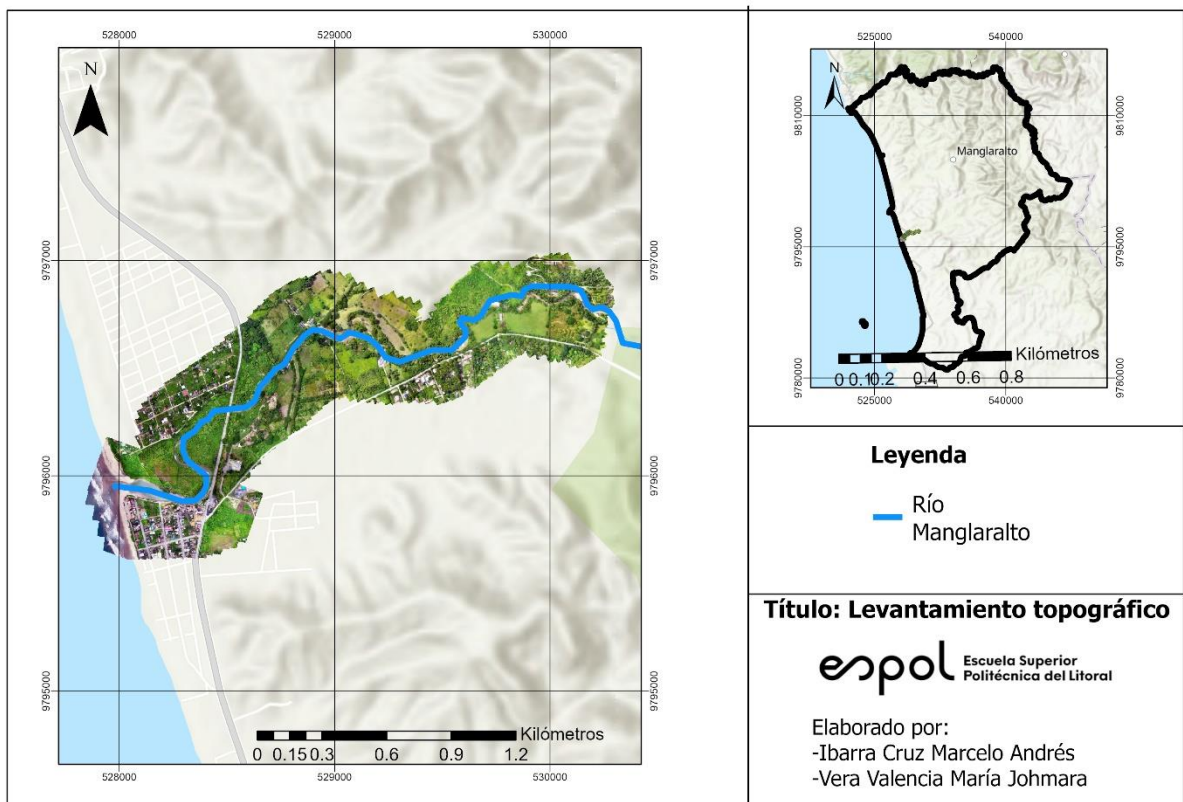 528000 529000 530000
N
9797000 9797000
9796000 9796000
9795000 9795000
Kilómetros
0 0.15 0.3 0.6 0.9 1.2
528000 529000 530000
525000 540000
N
9810000 9810000
Manglaralto
9795000 9795000
Kilómetros
0 0.1 0.2 0.4 0.6 0.8
9780000 9780000
525000 540000
Leyenda
Río
Manglaralto
Título: Levantamiento topográfico
espol Escuela Superior
Politécnica del Litoral
Elaborado por:
-Ibarra Cruz Marcelo Andrés
-Vera Valencia María Johmara